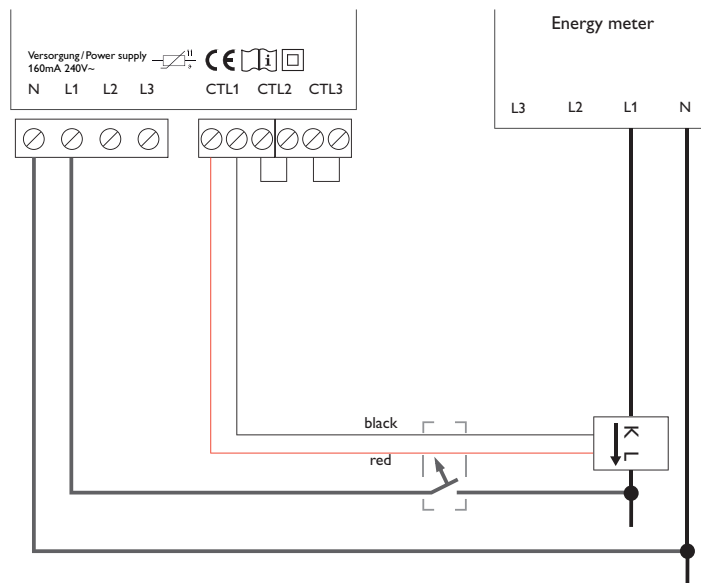 Energy meter
Versorgung/Power supply
160mA 240V~
N L1 L2 L3 CTL1 CTL2 CTL3
L3 L2 L1 N
black
red
K L